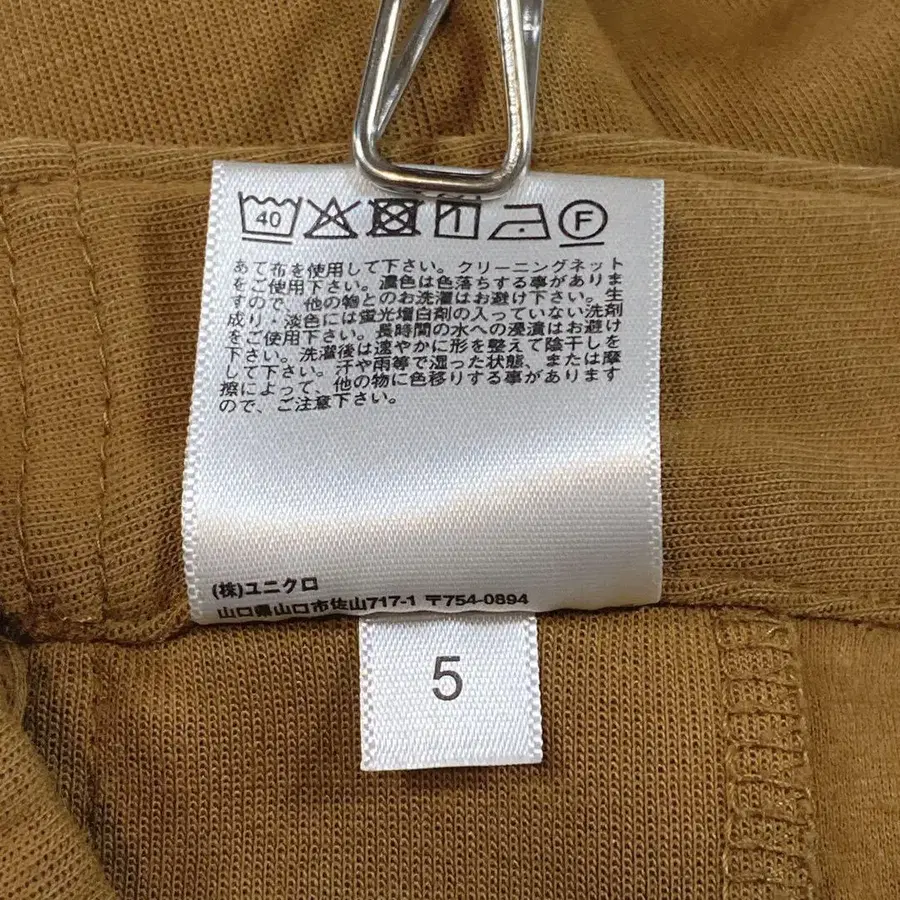 40 1 F
あて布を使用して下さい。クリーニングネット
をご使用下さい。濃色は色落ちする事がありま
すので、他の物とのお洗濯はお避け下さい。生
成り・淡色には蛍光増白剤の入っていない洗剤
をご使用下さい。長時間の水への浸漬はお避け
下さい。洗濯後は速やかに形を整えて陰干しを
して下さい。汗や雨等で湿った状態、または摩
擦によって、他の物に色移りする事があります
ので、ご注意下さい。
(株)ユニクロ
山口県山口市佐山717-1 〒754-0894
5